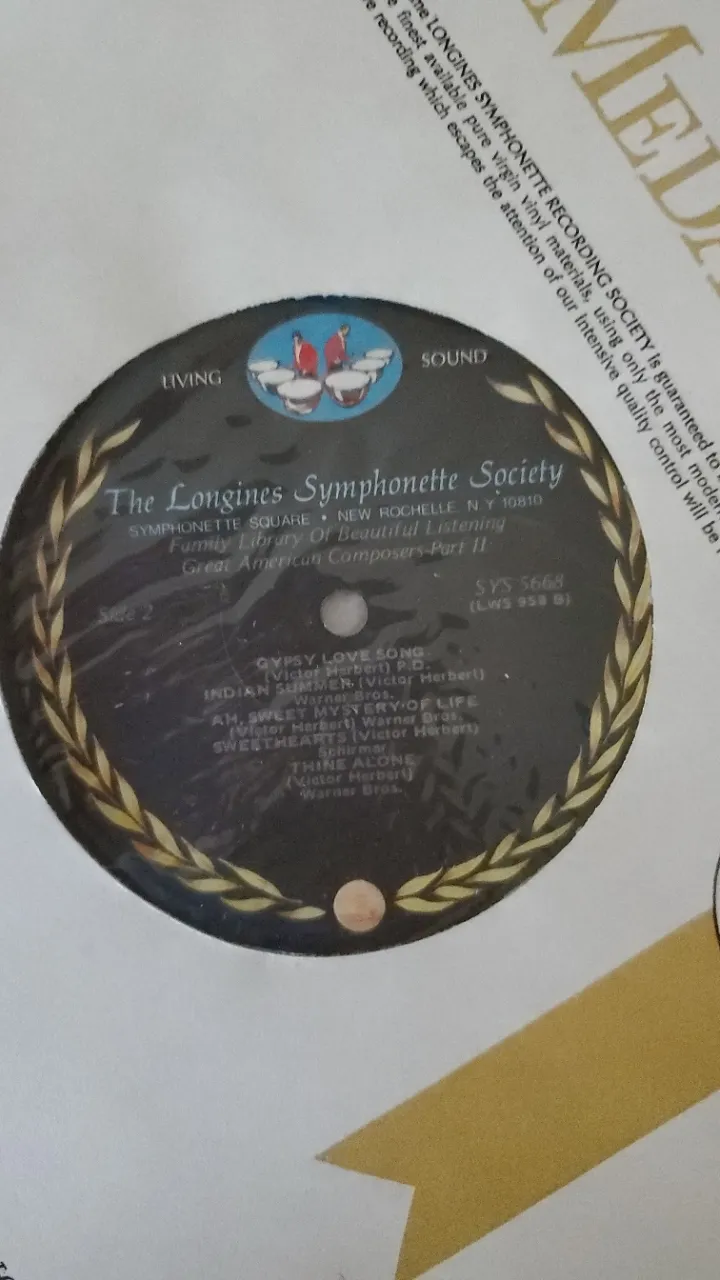 MEDA
LONGINES SYMPHONETTE RECORDING SOCIETY is guaranteed to
finest available pure virgin vinyl materials, using only the most moder
recording which escapes the attention of our intensive quality control will be
LIVING SOUND
The Longines Symphonette Society
SYMPHONETTE SQUARE • NEW ROCHELLE N Y 10810
Family Library Of Beautiful Listening
Great American Composers-Part II
Side 2
SYS 5668
(LWS 958 B)
GYPSY LOVE SONG
(Victor Herbert) P.D.
INDIAN SUMMER (Victor Herbert)
Warner Bros.
AH, SWEET MYSTERY OF LIFE
(Victor Herbert) Warner Bros.
SWEETHEARTS (Victor Herbert)
Schirmer
THINE ALONE
(Victor Herbert)
Warner Bros.